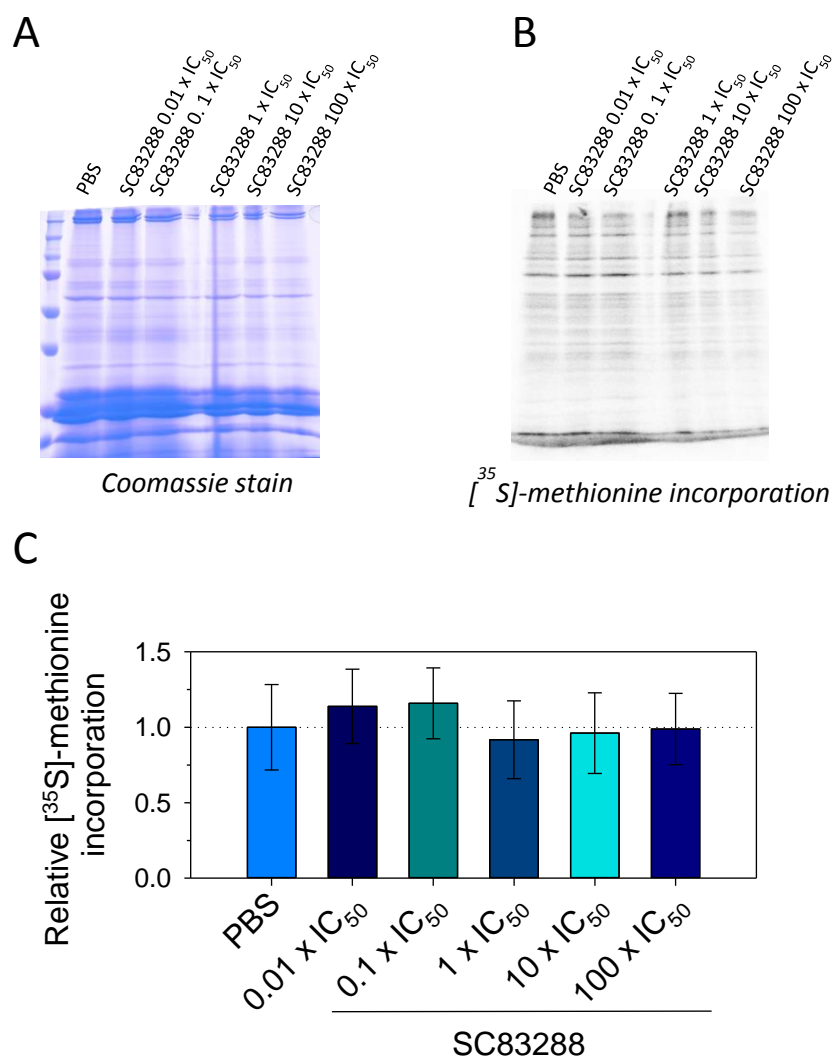 A
B
PBS
SC83288 0.01 x IC50
SC83288 0. 1 x IC50
SC83288 1 x IC50
SC83288 10 x IC50
SC83288 100 x IC50
PBS
SC83288 0.01 x IC50
SC83288 0. 1 x IC50
SC83288 1 x IC50
SC83288 10 x IC50
SC83288 100 x IC50
Coomassie stain
[35S]-methionine incorporation
C
Relative [35S]-methionine
incorporation
1.5
1.0
0.5
0.0
PBS
0.01 x IC50
0.1 x IC50
1 x IC50
10 x IC50
100 x IC50
SC83288